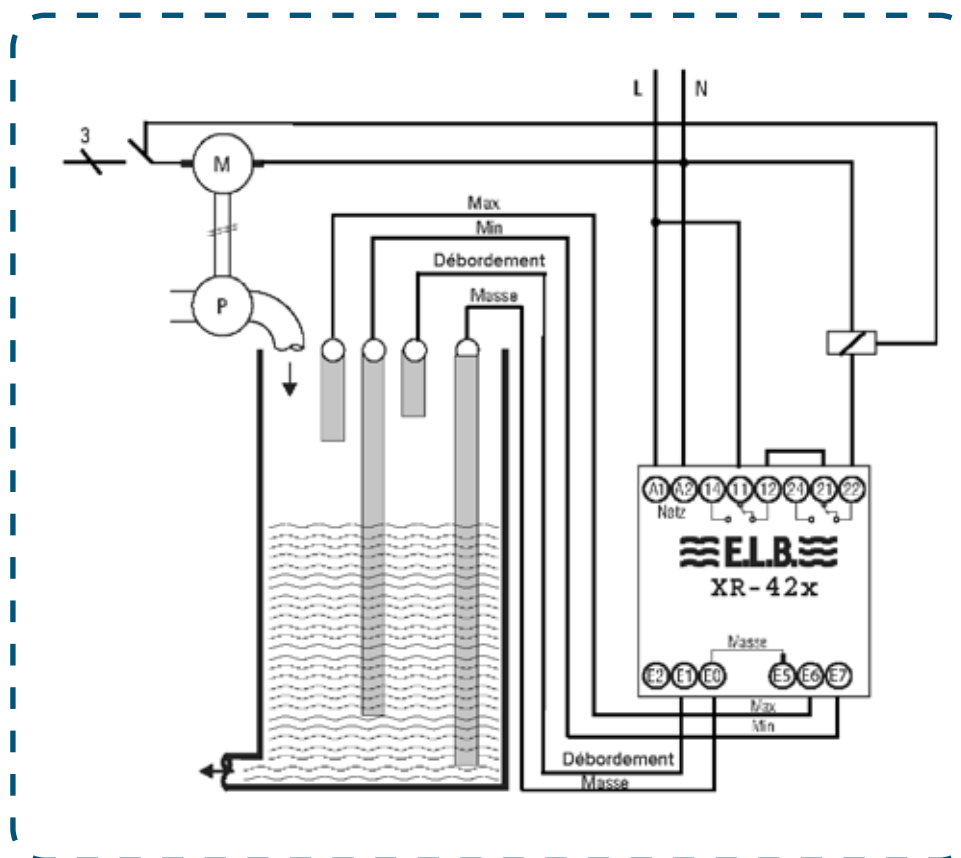 L N
3
M
Max
Min
Débordement
Masse
P
A1 A2 14 11 12 24 21 22
Netz
E.L.B.
XR-42x
Masse
E2 E1 E0 E5 E6 E7
Max
Min
Débordement
Masse